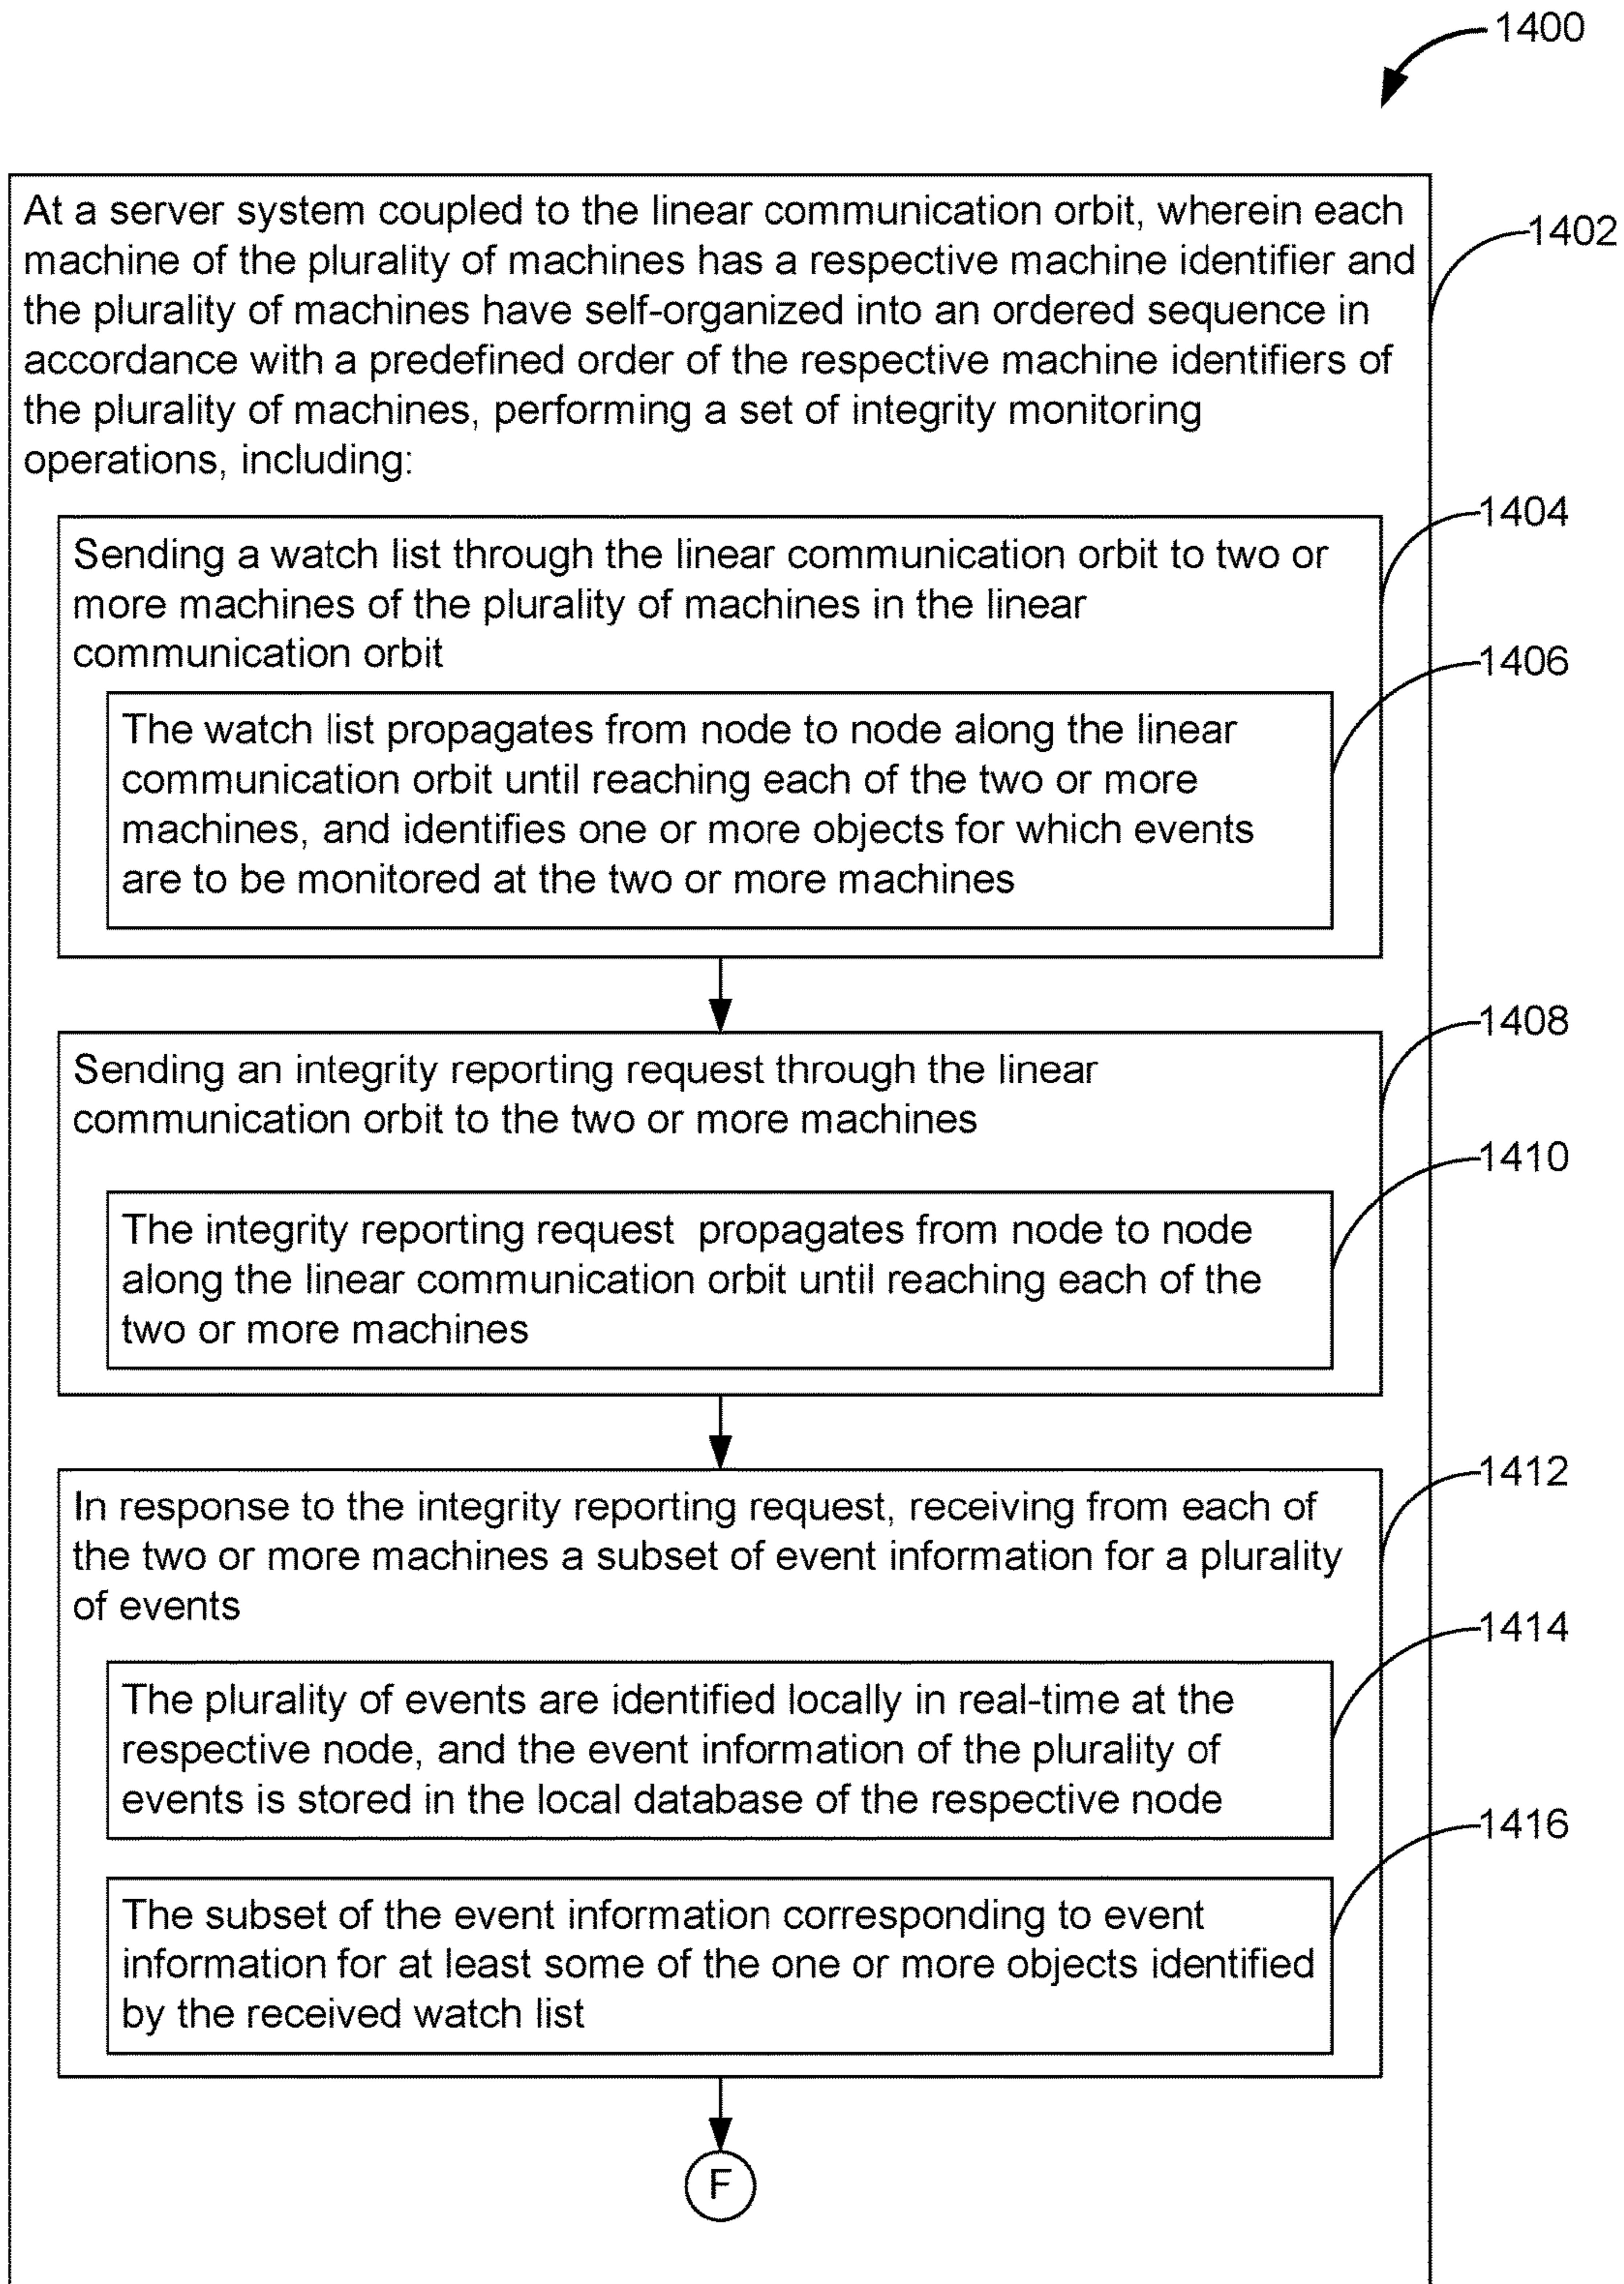 1400
At a server system coupled to the linear communication orbit, wherein each
machine of the plurality of machines has a respective machine identifier and
the plurality of machines have self-organized into an ordered sequence in
accordance with a predefined order of the respective machine identifiers of
the plurality of machines, performing a set of integrity monitoring
operations, including:
1402
Sending a watch list through the linear communication orbit to two or
more machines of the plurality of machines in the linear
communication orbit
1404
The watch list propagates from node to node along the linear
communication orbit until reaching each of the two or more
machines, and identifies one or more objects for which events
are to be monitored at the two or more machines
1406
Sending an integrity reporting request through the linear
communication orbit to the two or more machines
1408
The integrity reporting request propagates from node to node
along the linear communication orbit until reaching each of the
two or more machines
1410
In response to the integrity reporting request, receiving from each of
the two or more machines a subset of event information for a plurality
of events
1412
The plurality of events are identified locally in real-time at the
respective node, and the event information of the plurality of
events is stored in the local database of the respective node
1414
The subset of the event information corresponding to event
information for at least some of the one or more objects identified
by the received watch list
1416
F